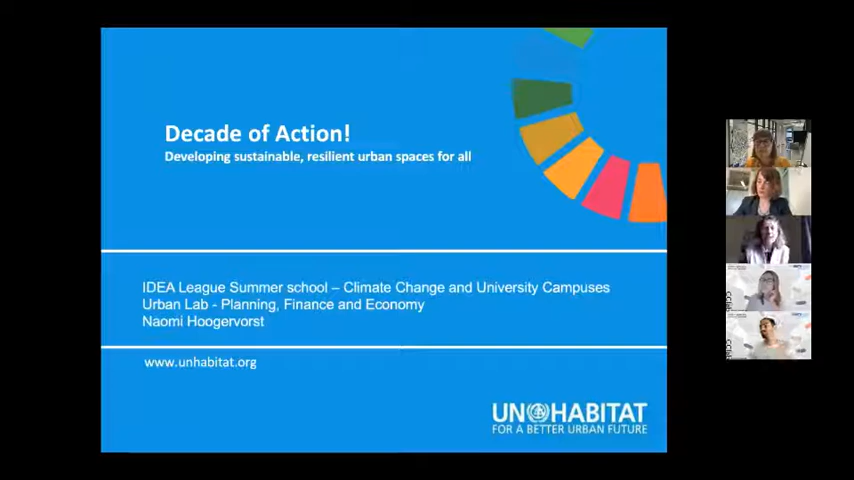 Decade of Action!
Developing sustainable, resilient urban spaces for all
IDEA League Summer school – Climate Change and University Campuses
Urban Lab - Planning, Finance and Economy
Naomi Hoogervorst
www.unhabitat.org
UN HABITAT
FOR A BETTER URBAN FUTURE